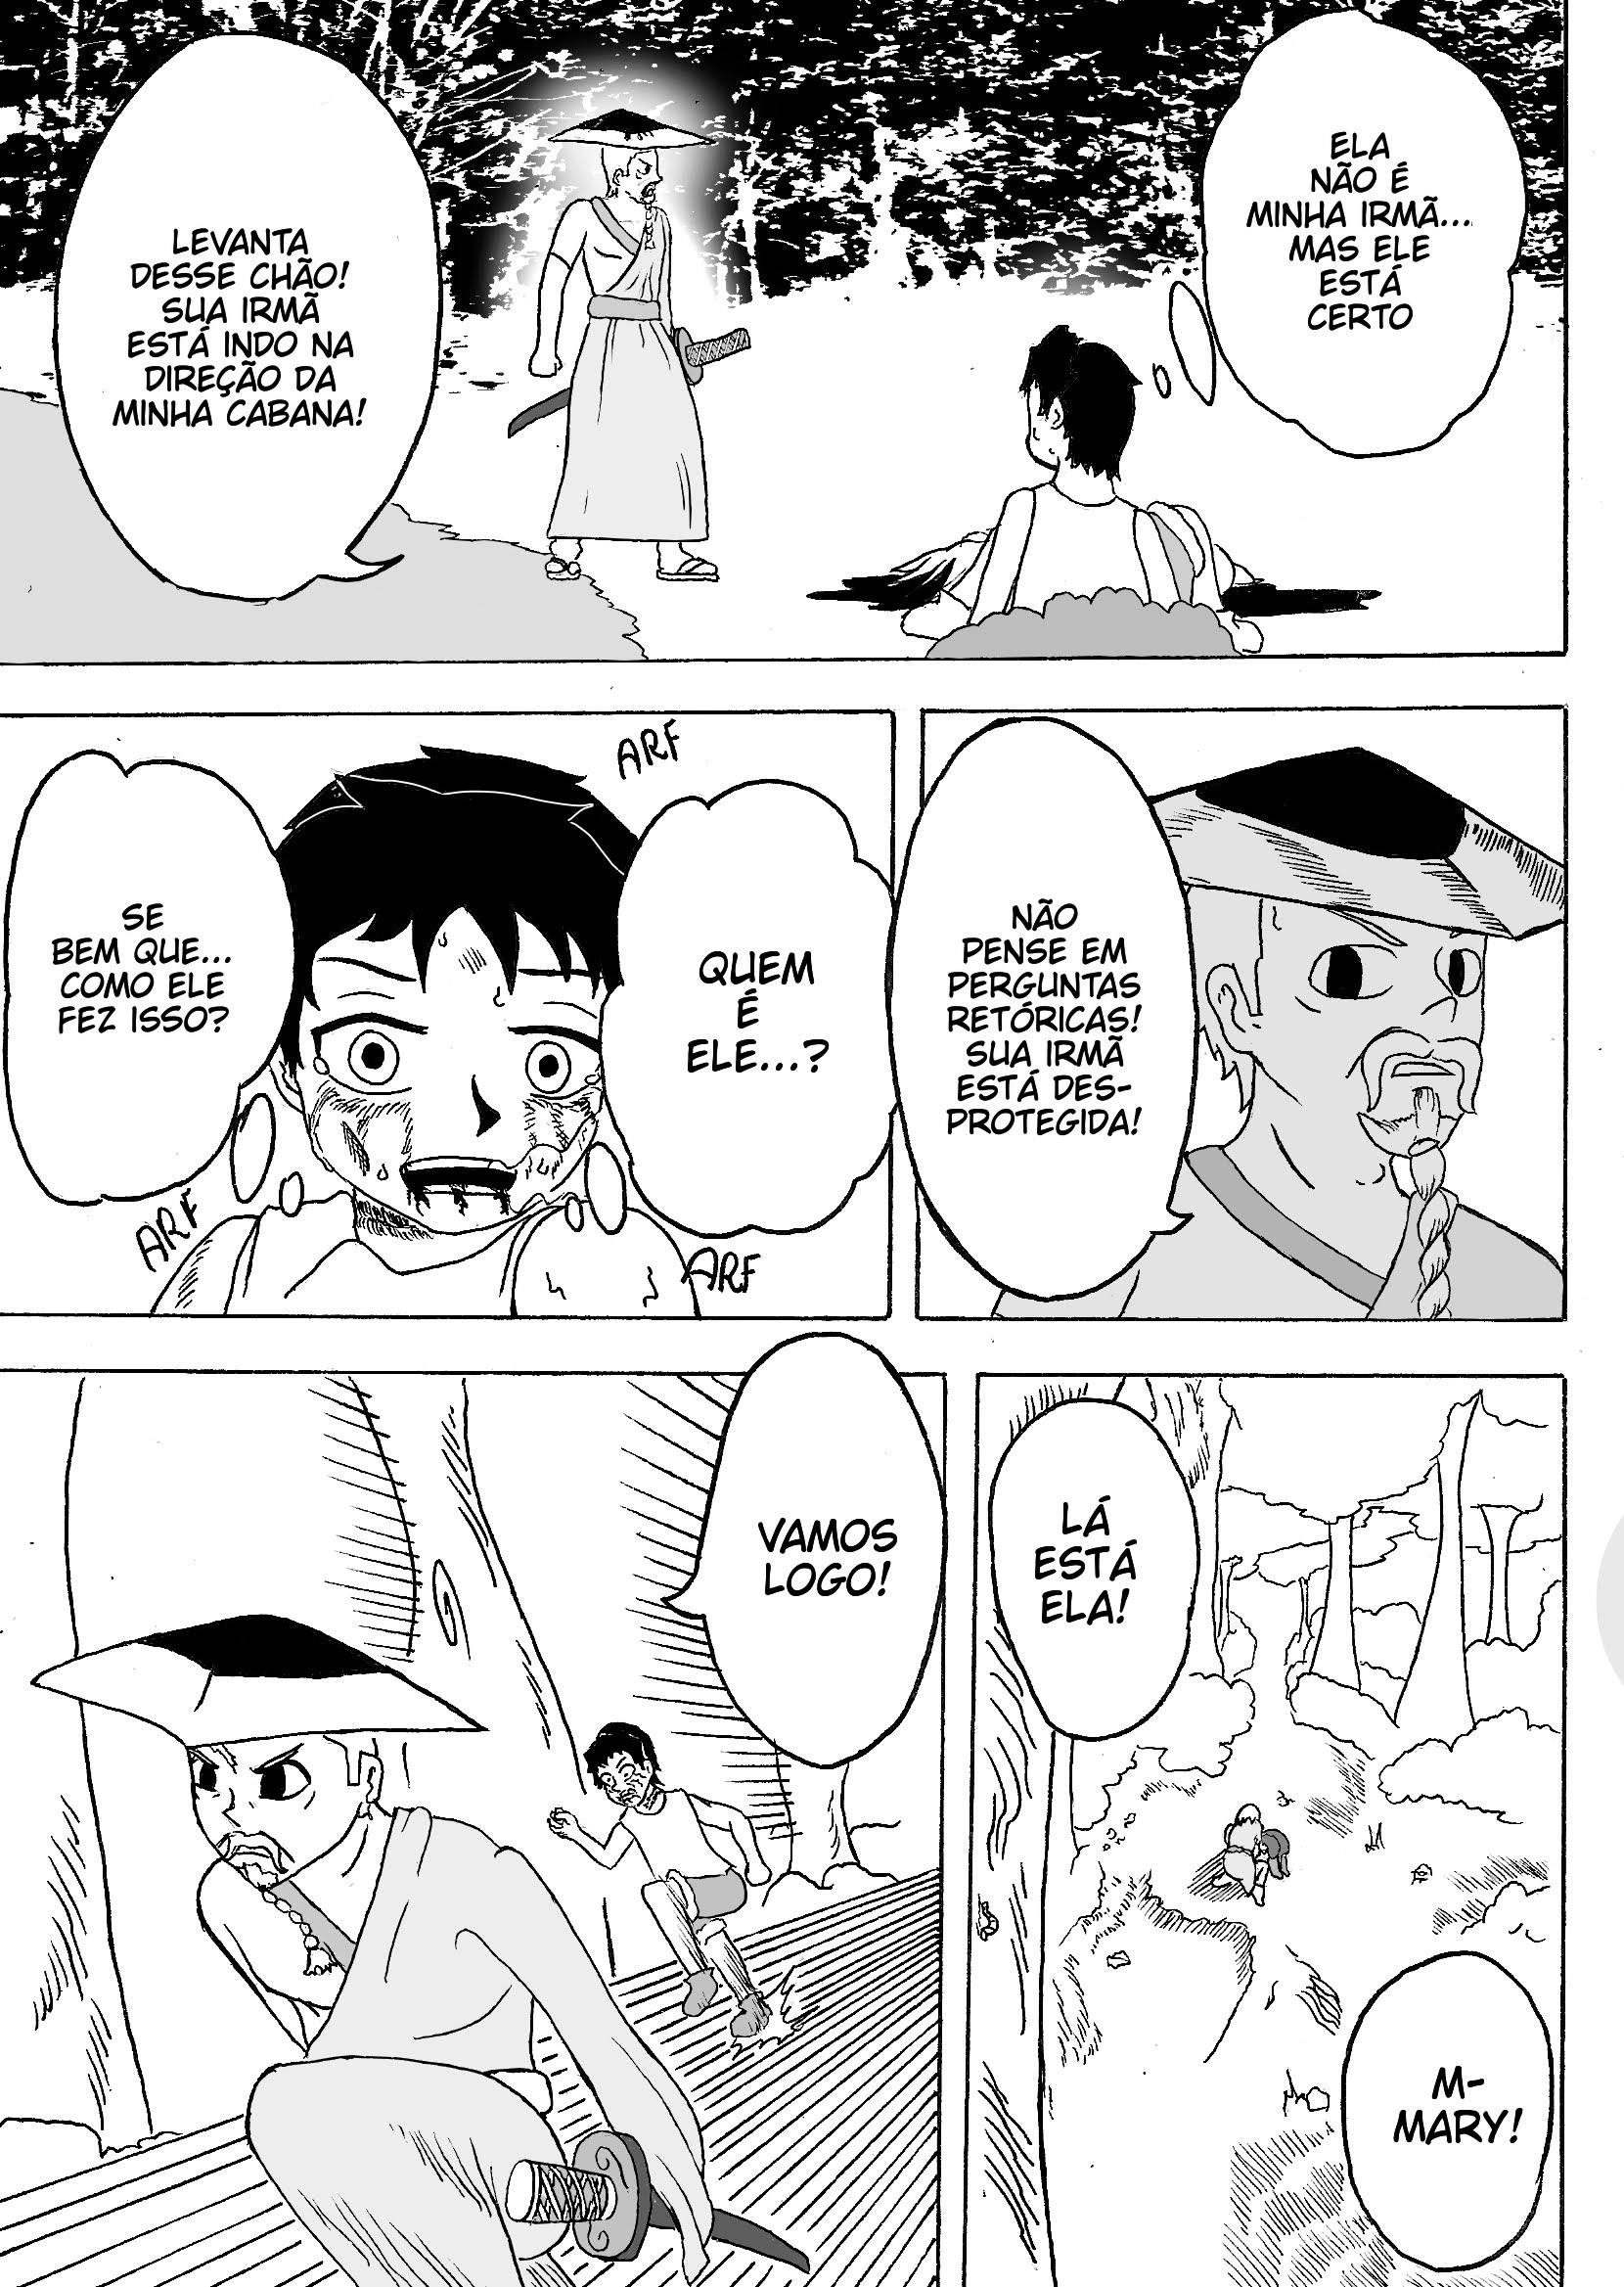 LEVANTA
DESSE CHÃO!
SUA IRMÃ
ESTÁ INDO NA
DIREÇÃO DA
MINHA CABANA!
ELA
NÃO É
MINHA IRMÃ...
MAS ELE
ESTÁ
CERTO
SE
BEM QUE...
COMO ELE
FEZ ISSO?
ARF
ARF
QUEM
É
ELE...?
ARF
NÃO
PENSE EM
PERGUNTAS
RETÓRICAS!
SUA IRMÃ
ESTÁ DES-
PROTEGIDA!
VAMOS
LOGO!
LÁ
ESTÁ
ELA!
M-
MARY!